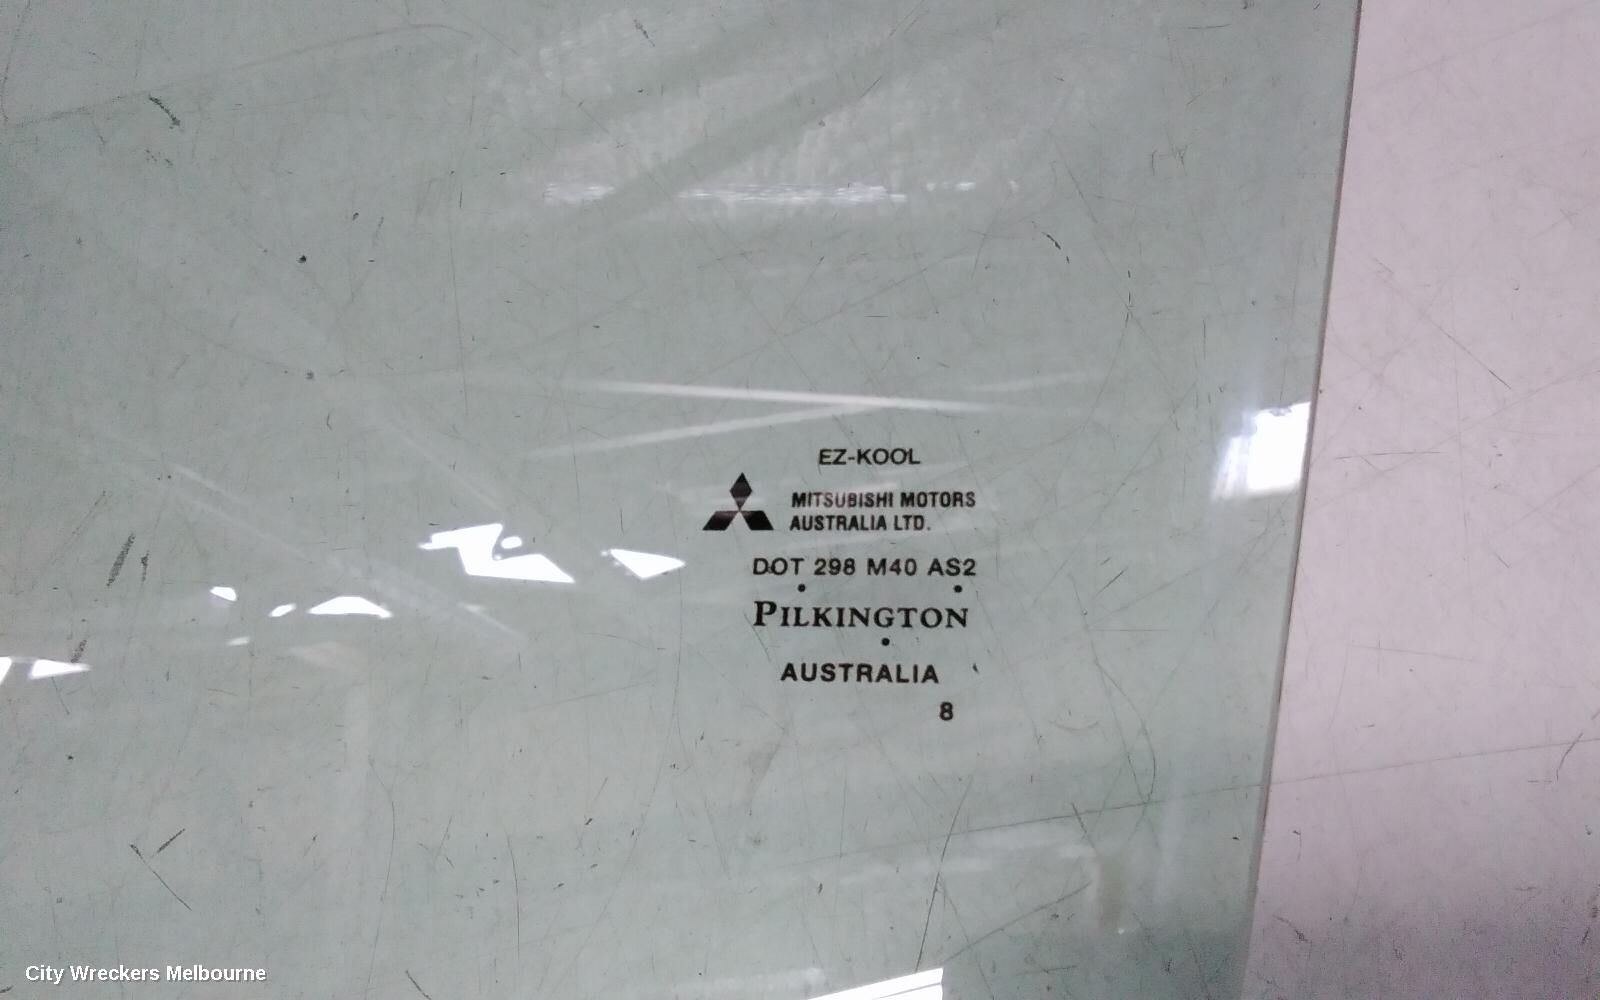 EZ-KOOL
MITSUBISHI MOTORS
AUSTRALIA LTD.
DOT 298 M40 AS2
PILKINGTON
AUSTRALIA
8
City Wreckers Melbourne